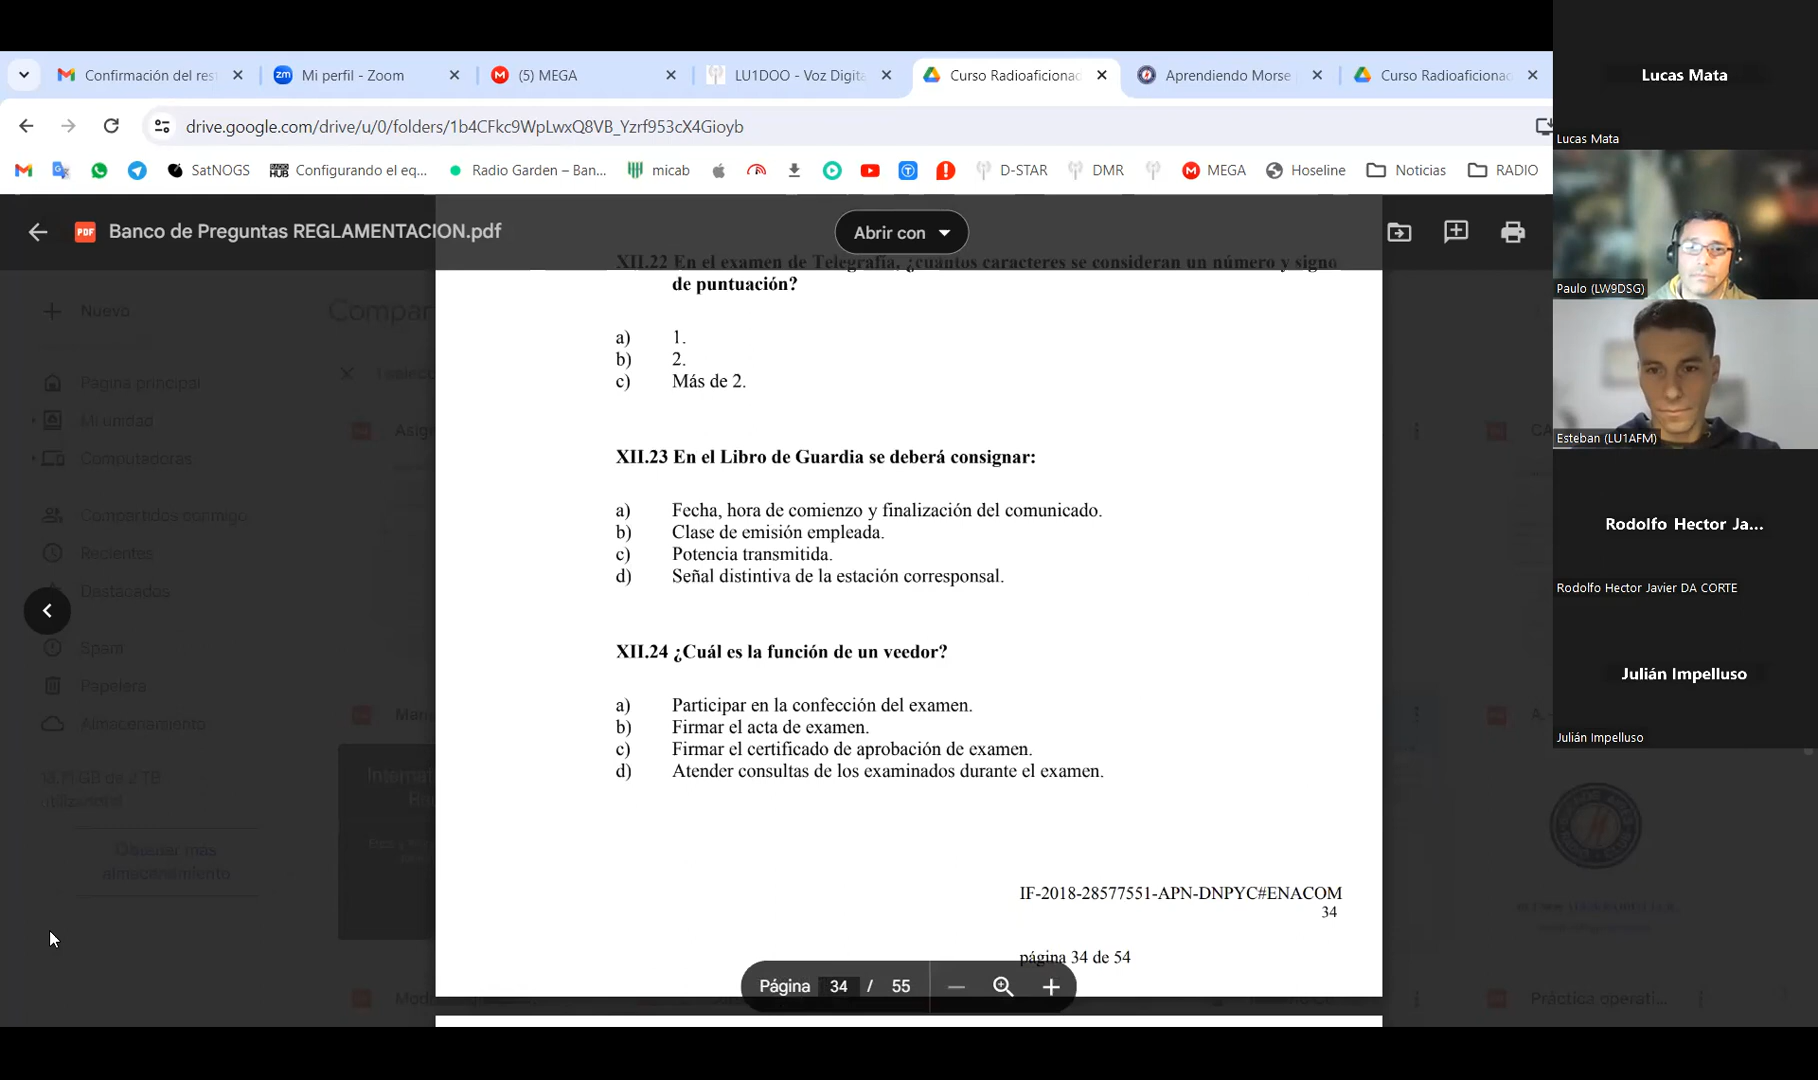 Confirmación del res
Mi perfil - Zoom
(5) MEGA
LU1DOO - Voz Digita
Curso Radioaficionad
Aprendiendo Morse
Curso Radioaficionac
drive.google.com/drive/u/0/folders/1b4CFkc9WpLwxQ8VB_Yzrf953cX4Gioyb
SatNOGS
Configurando el eq...
Radio Garden – Ban...
micab
D-STAR
DMR
MEGA
Hoseline
Noticias
RADIO
Banco de Preguntas REGLAMENTACION.pdf
Abrir con
XII.22 En el examen de Telegrafía, ¿cuántos caracteres se consideran un número y signo
de puntuación?
a) 1.
b) 2.
c) Más de 2.
XII.23 En el Libro de Guardia se deberá consignar:
a) Fecha, hora de comienzo y finalización del comunicado.
b) Clase de emisión empleada.
c) Potencia transmitida.
d) Señal distintiva de la estación corresponsal.
XII.24 ¿Cuál es la función de un veedor?
a) Participar en la confección del examen.
b) Firmar el acta de examen.
c) Firmar el certificado de aprobación de examen.
d) Atender consultas de los examinados durante el examen.
IF-2018-28577551-APN-DNPYC#ENACOM
34
página 34 de 54
Página 34 / 55
Nuevo
Compar
Página principal
Mi unidad
Computadoras
Compartidos conmigo
Recientes
Destacados
Spam
Papelera
Almacenamiento
Obtener más
almacenamiento
Asig
Internat
Práctica operati...
Lucas Mata
Lucas Mata
Paulo (LW9DSG)
Esteban (LU1AFM)
Rodolfo Hector Ja...
Rodolfo Hector Javier DA CORTE
Julián Impelluso
Julián Impelluso